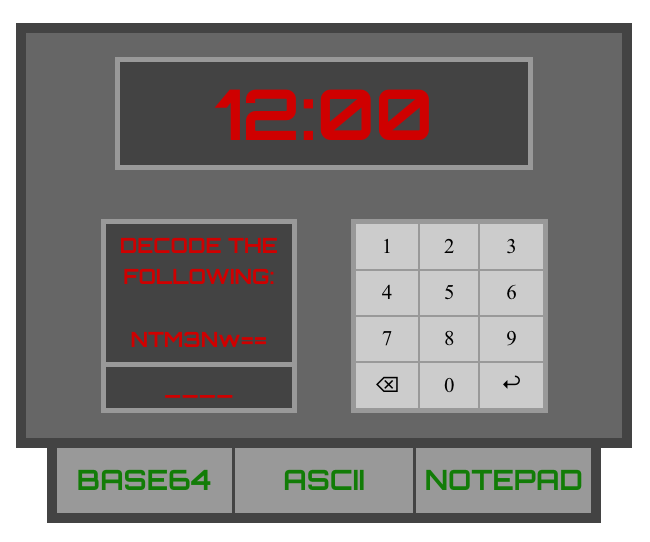 12:00
DECODE THE
FOLLOWING:
NTM3Nw==
____
1 2 3
4 5 6
7 8 9
0
BASE64 ASCII NOTEPAD